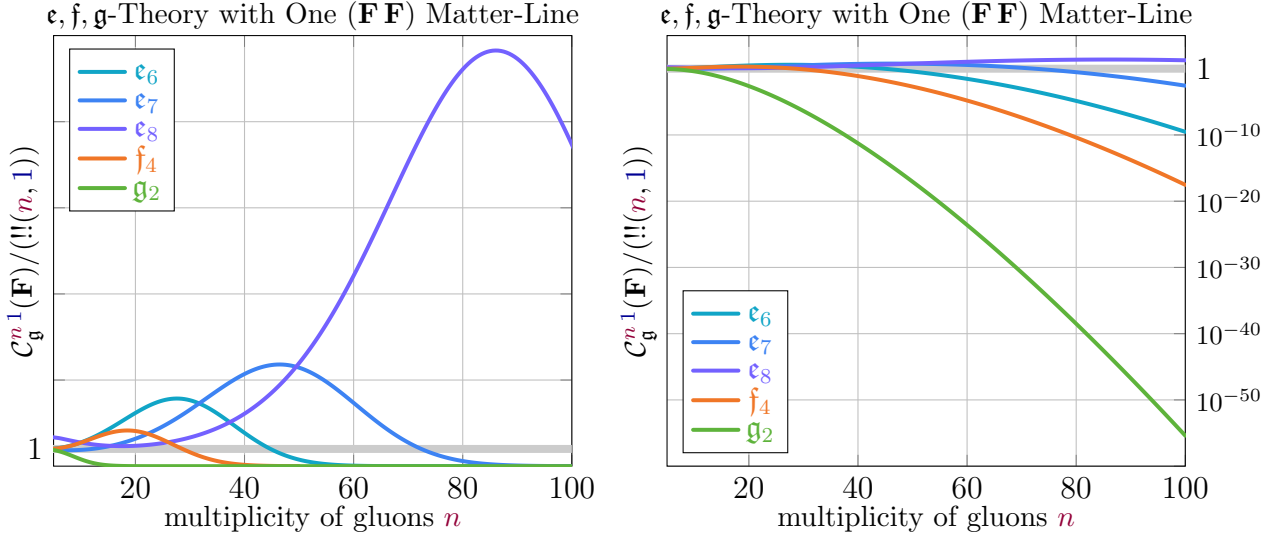 𝔢, 𝔣, 𝔤-Theory with One (𝐅 𝐅) Matter-Line
𝒞_𝔤^{n 1}(𝐅)/(!!(n, 1))
𝔢₆
𝔢₇
𝔢₈
𝔣₄
𝔤₂
1
20
40
60
80
100
multiplicity of gluons n
𝔢, 𝔣, 𝔤-Theory with One (𝐅 𝐅) Matter-Line
𝒞_𝔤^{n 1}(𝐅)/(!!(n, 1))
𝔢₆
𝔢₇
𝔢₈
𝔣₄
𝔤₂
1
10⁻¹⁰
10⁻²⁰
10⁻³⁰
10⁻⁴⁰
10⁻⁵⁰
20
40
60
80
100
multiplicity of gluons n